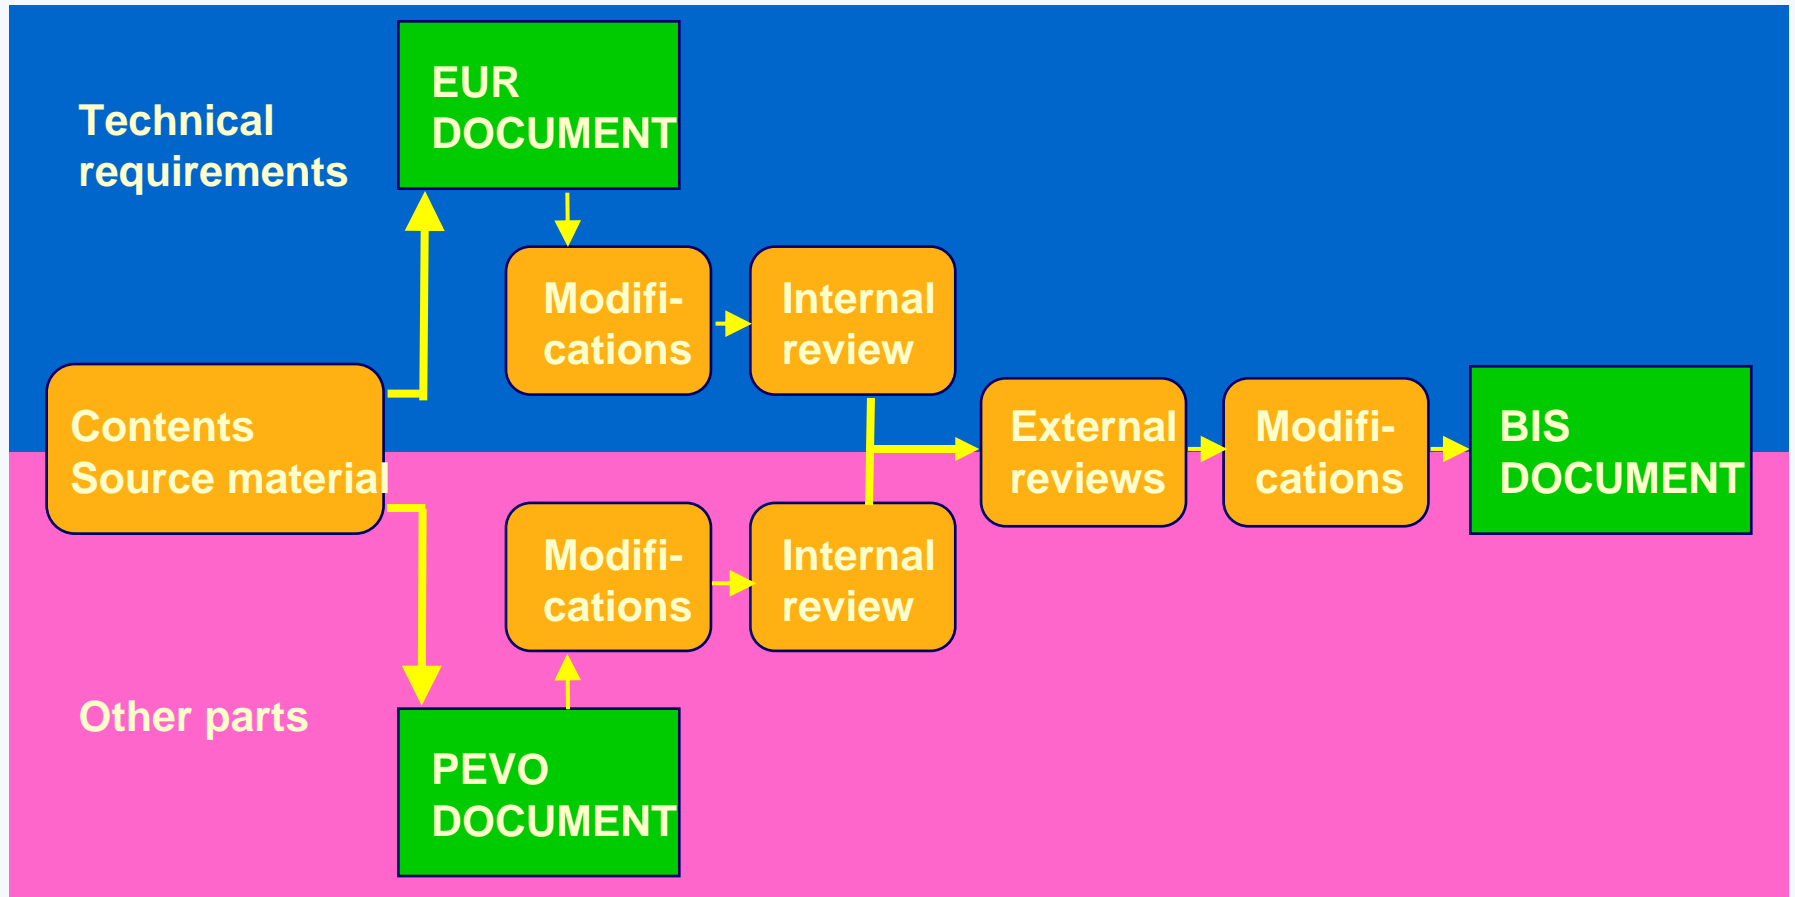 EUR
DOCUMENT
Technical
requirements
Modifi-
cations
Internal
review
Contents
Source material
External
reviews
Modifi-
cations
BIS
DOCUMENT
Modifi-
cations
Internal
review
Other parts
PEVO
DOCUMENT